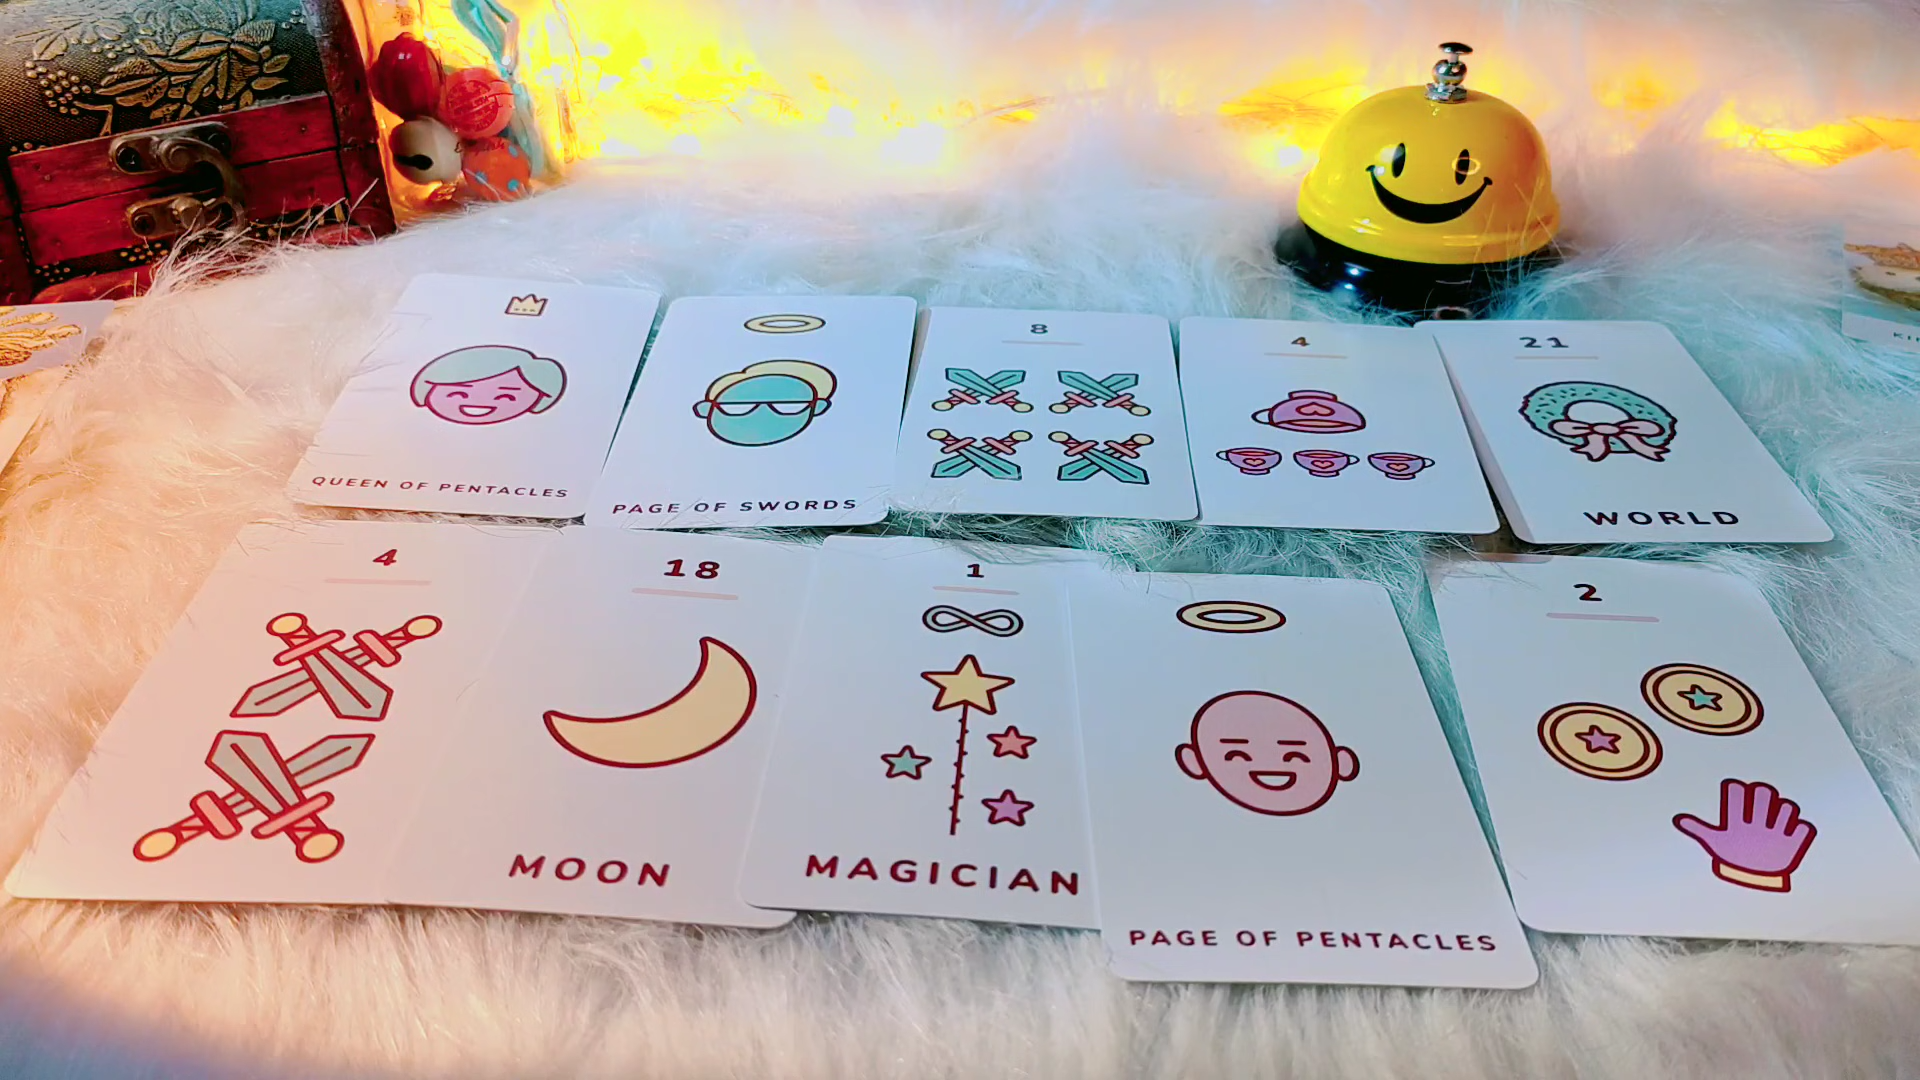 8
4
21
QUEEN OF PENTACLES
PAGE OF SWORDS
WORLD
4
18
1
2
MOON
MAGICIAN
PAGE OF PENTACLES